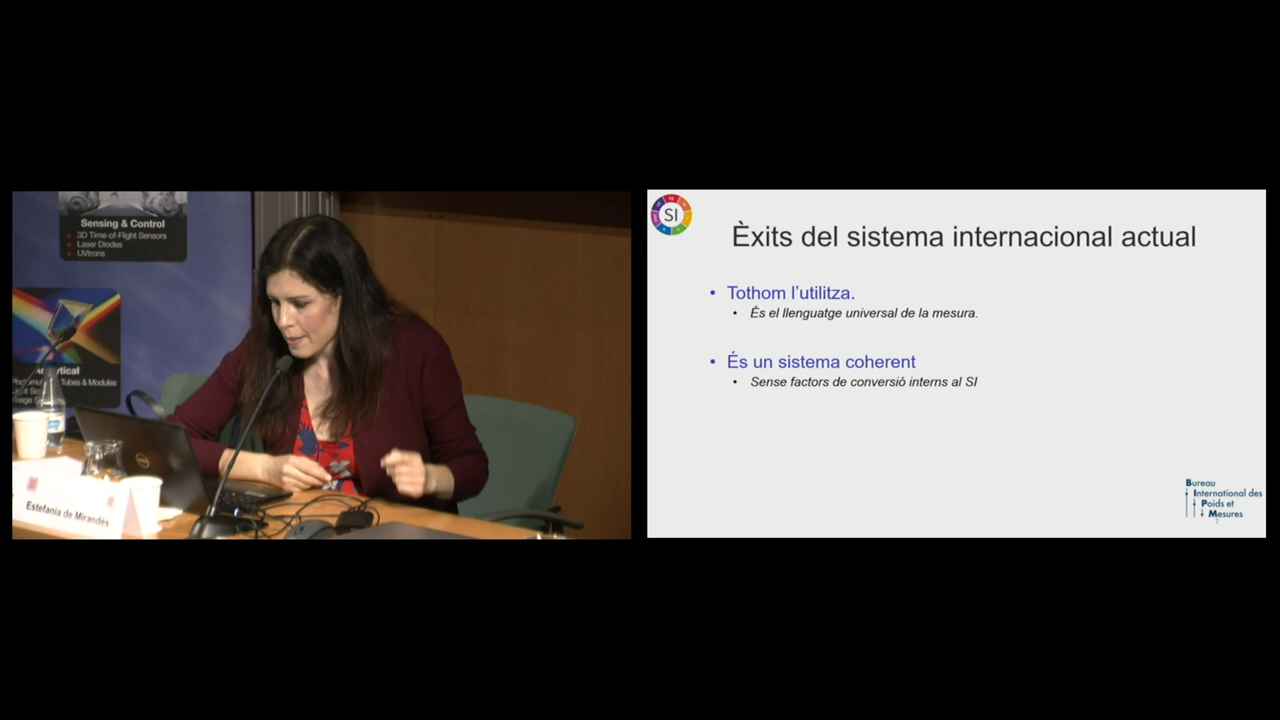 Sensing & Control
3D Time-of-Flight Sensors
Laser Diodes
UVtrons
Tubes & Modules
Estefanía de Mirandés
SI
Èxits del sistema internacional actual
• Tothom l'utilitza.
• És el llenguatge universal de la mesura.
• És un sistema coherent
• Sense factors de conversió interns al SI
Bureau
International des
Poids et
Mesures
7